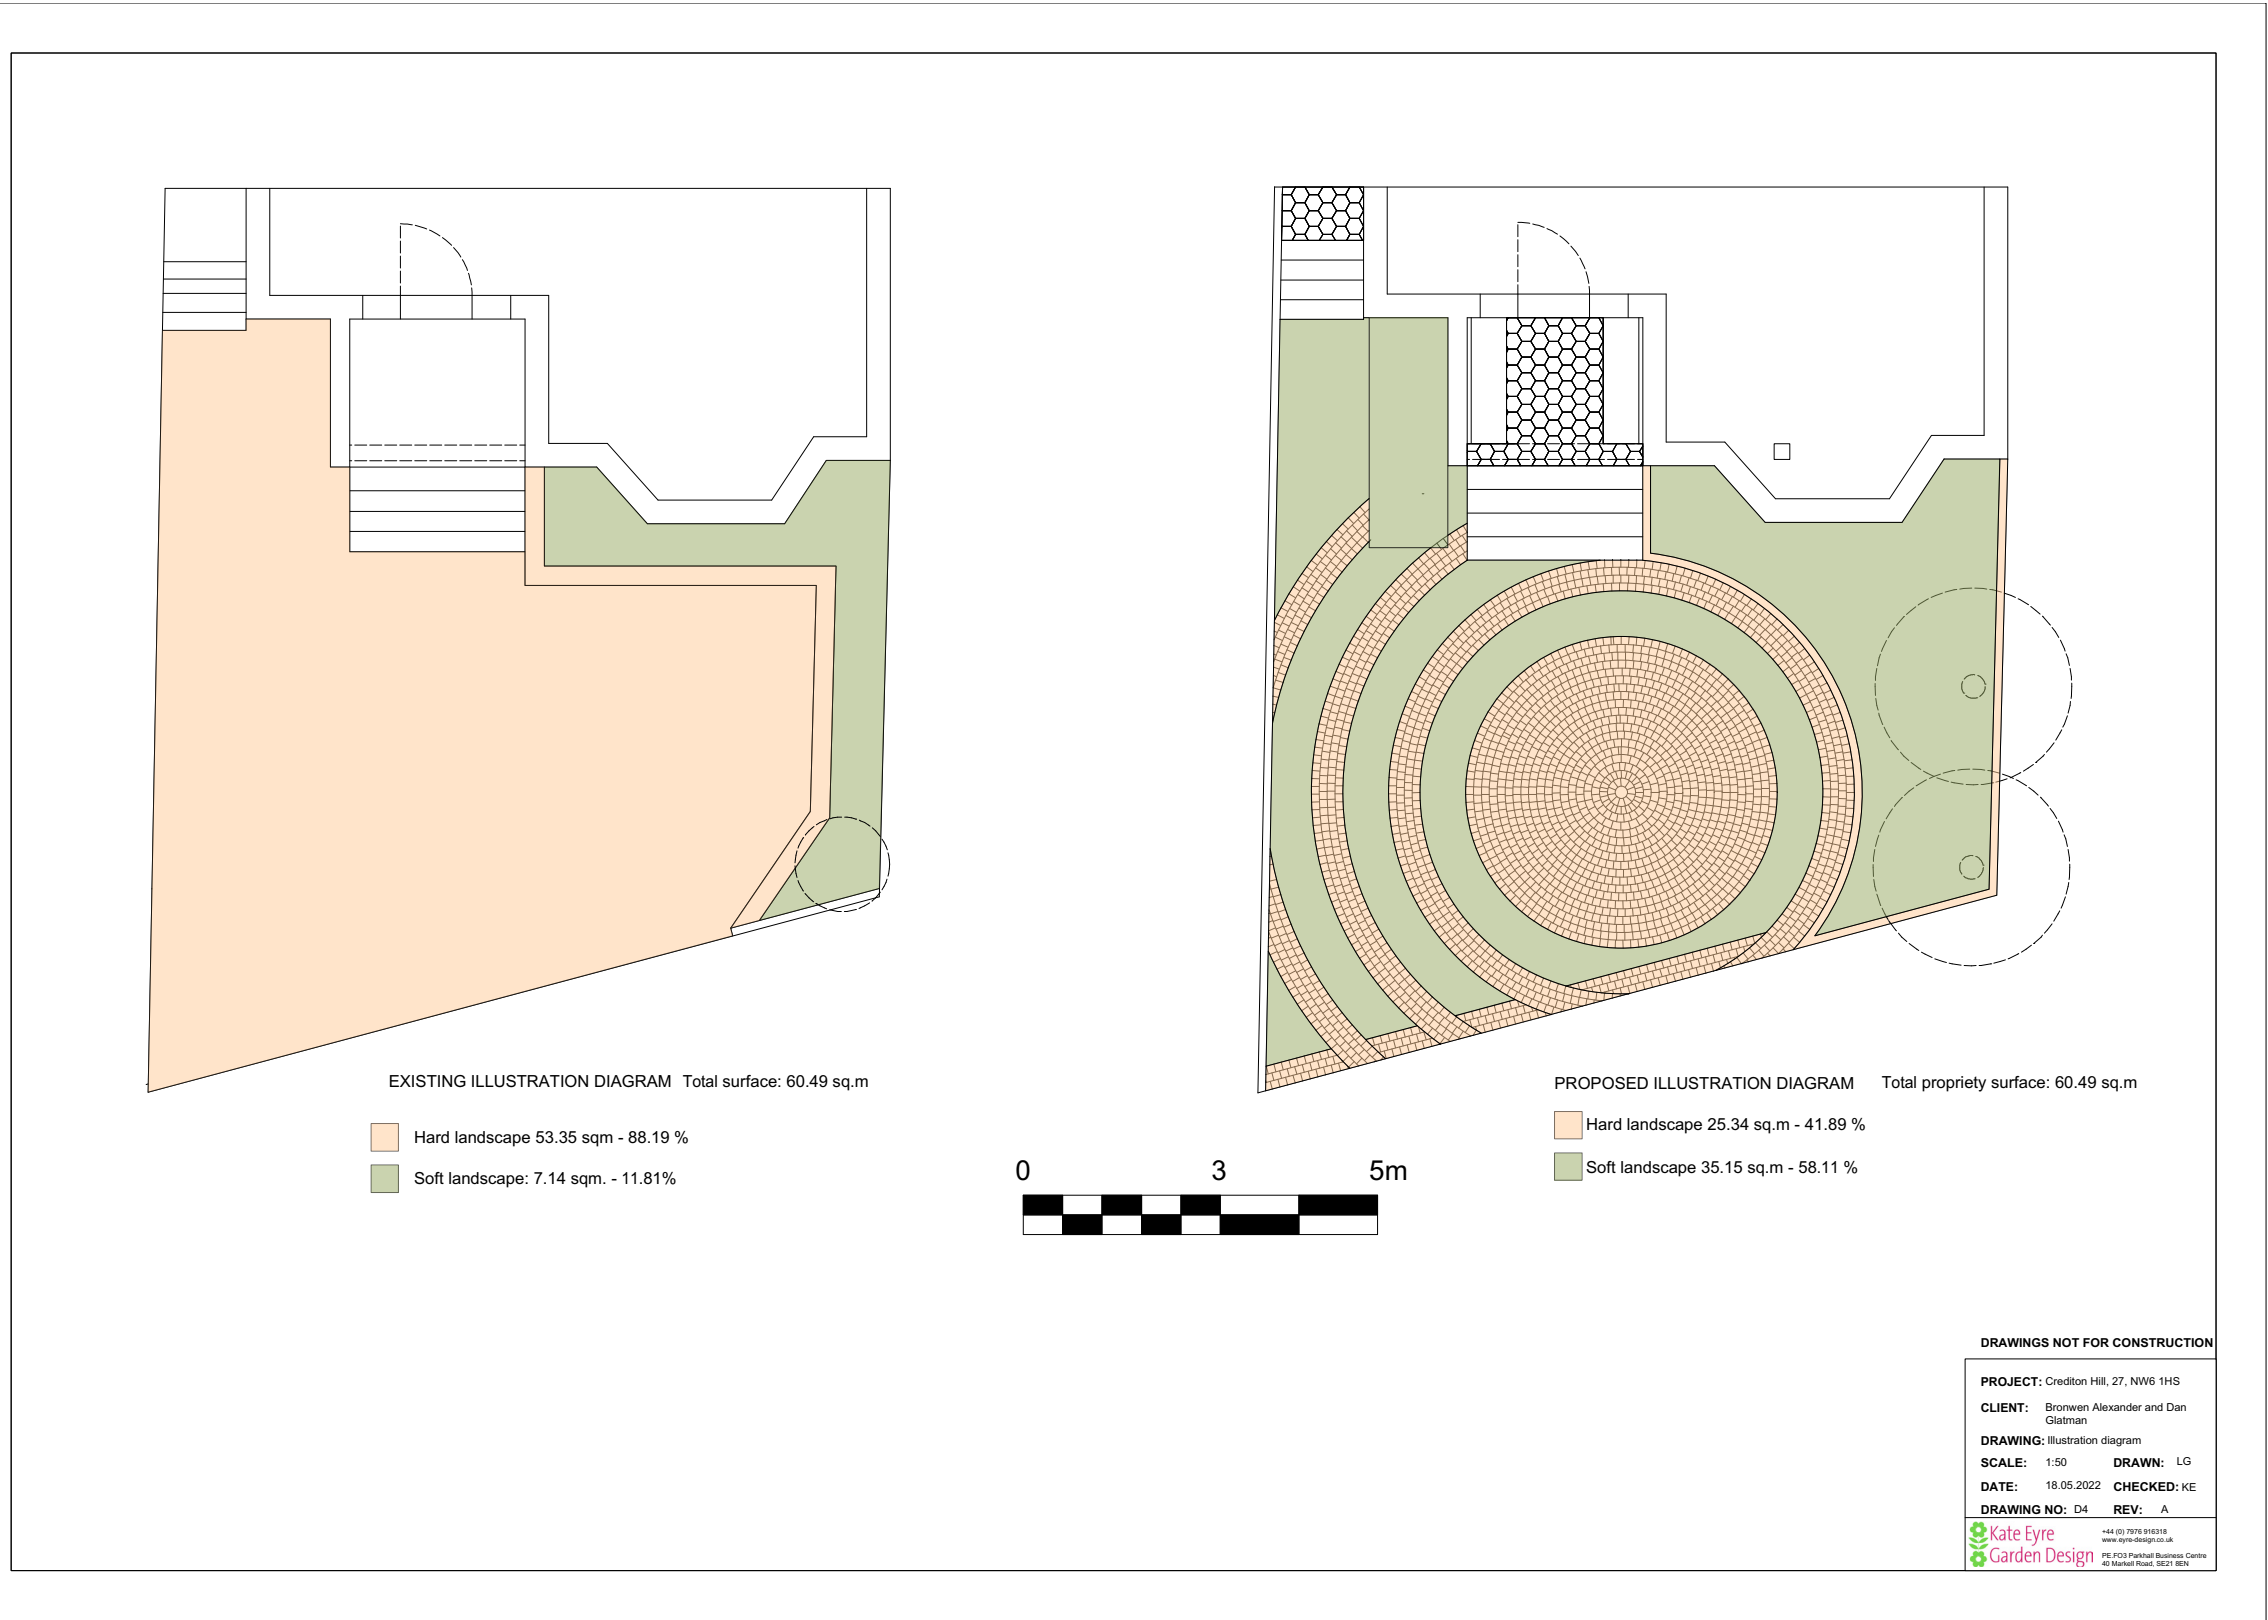 EXISTING ILLUSTRATION DIAGRAM Total surface: 60.49 sq.m
Hard landscape 53.35 sqm - 88.19 %
Soft landscape: 7.14 sqm. - 11.81%
0 3 5m
PROPOSED ILLUSTRATION DIAGRAM Total propriety surface: 60.49 sq.m
Hard landscape 25.34 sq.m - 41.89 %
Soft landscape 35.15 sq.m - 58.11 %
DRAWINGS NOT FOR CONSTRUCTION
PROJECT: Crediton Hill, 27, NW6 1HS
CLIENT: Bronwen Alexander and Dan
Glatman
DRAWING: Illustration diagram
SCALE: 1:50 DRAWN: LG
DATE: 18.05.2022 CHECKED: KE
DRAWING NO: D4 REV: A
Kate Eyre
Garden Design
+44 (0) 7976 916318
www.eyre-design.co.uk
PE.FO3 Parkhall Business Centre
40 Markell Road, SE21 8EN